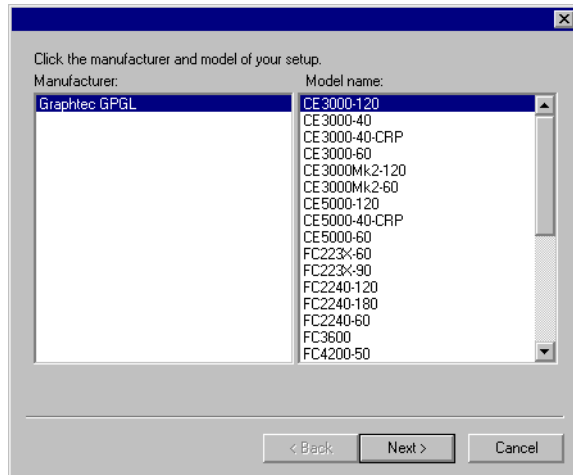 Click the manufacturer and model of your setup.
Manufacturer:
Model name:
Graphtec GPGL
CE3000-120
CE3000-40
CE3000-40-CRP
CE3000-60
CE3000Mk2-120
CE3000Mk2-60
CE5000-120
CE5000-40-CRP
CE5000-60
FC223X-60
FC223X-90
FC2240-120
FC2240-180
FC2240-60
FC3600
FC4200-50
< Back
Next >
Cancel